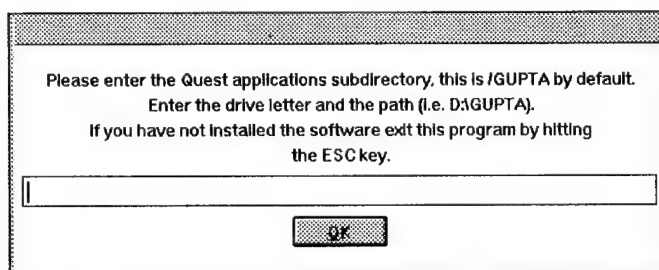 Please enter the Quest applications subdirectory, this is /GUPTA by default.
Enter the drive letter and the path (i.e. D:\GUPTA).
If you have not installed the software exit this program by hitting
the ESC key.
OK